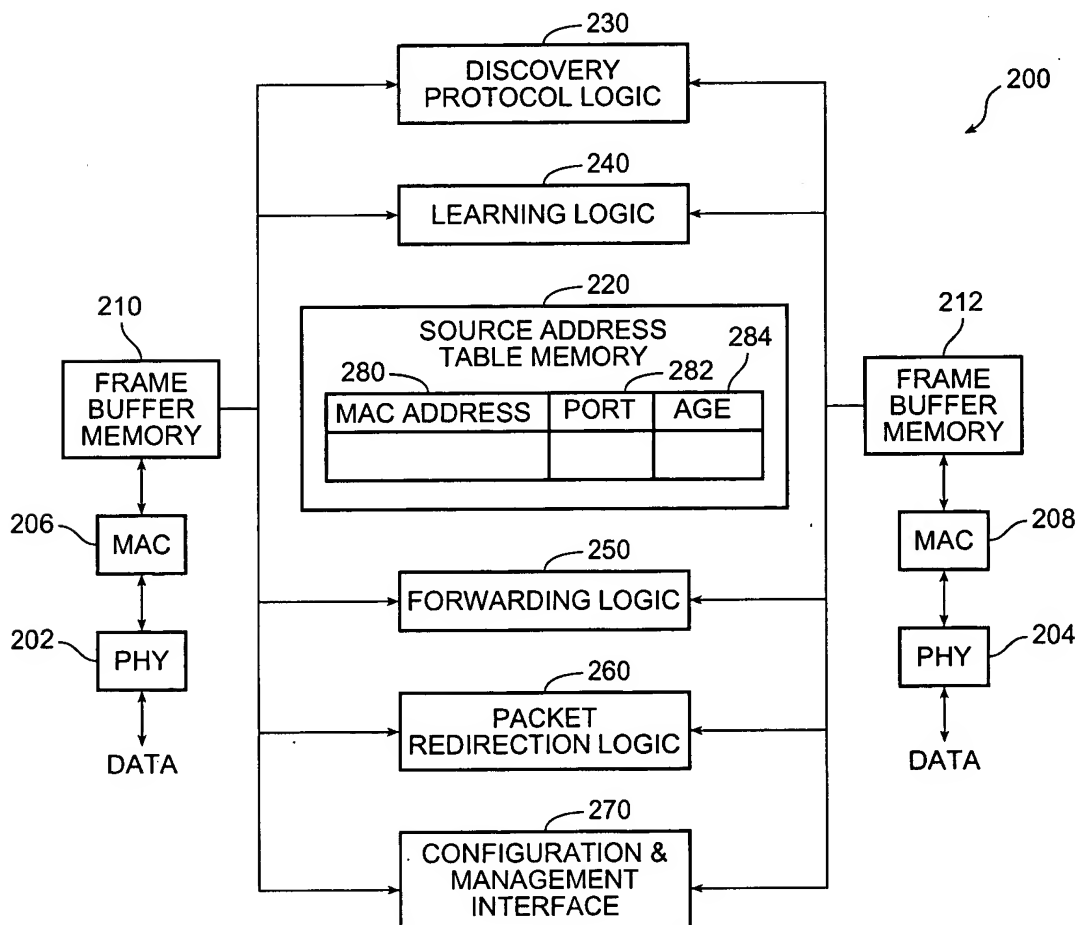 230
DISCOVERY
PROTOCOL LOGIC
200
240
LEARNING LOGIC
220
SOURCE ADDRESS
TABLE MEMORY
280
282
284
MAC ADDRESS
PORT
AGE
210
FRAME
BUFFER
MEMORY
212
FRAME
BUFFER
MEMORY
206
MAC
208
MAC
250
FORWARDING LOGIC
202
PHY
204
PHY
260
PACKET
REDIRECTION LOGIC
DATA
DATA
270
CONFIGURATION &
MANAGEMENT
INTERFACE